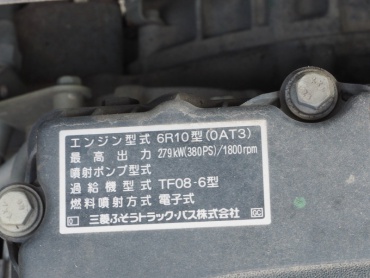 エンジン型式 6R10型(0AT3)
最高出力 279kW(380PS)/1800rpm
噴射ポンプ型式
過給機型式 TF08-6型
燃料噴射方式 電子式
三菱ふそうトラック・バス株式会社